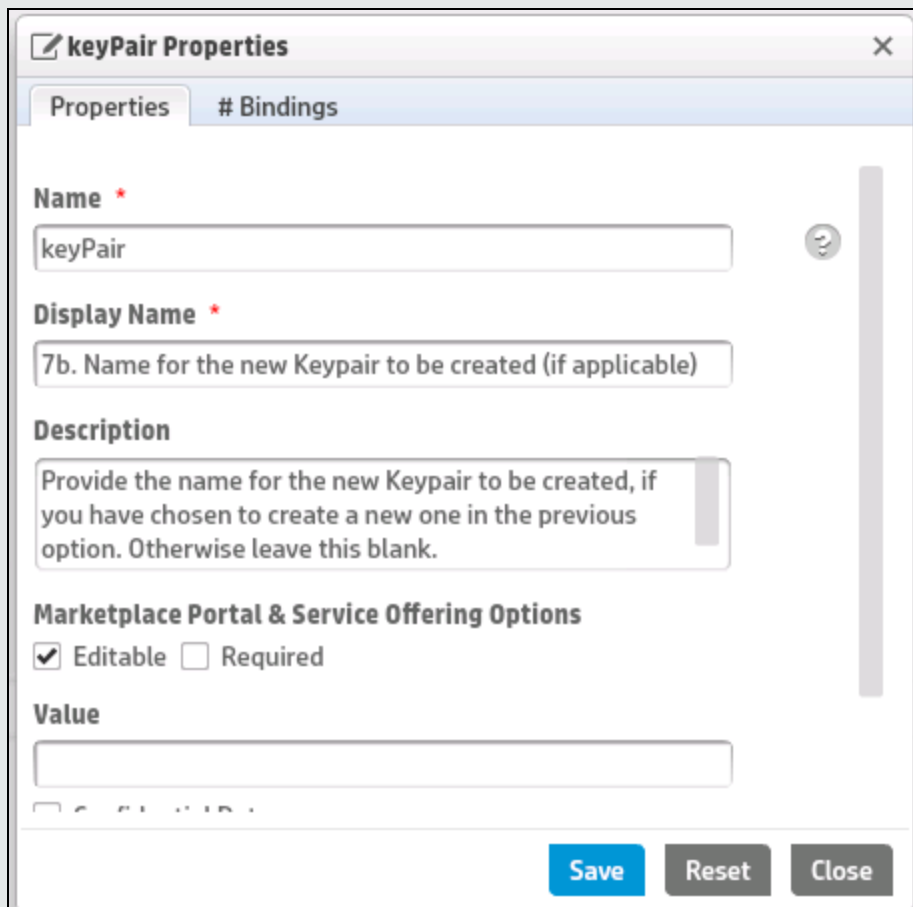 keyPair Properties
Properties # Bindings
Name *
keyPair
Display Name *
7b. Name for the new Keypair to be created (if applicable)
Description
Provide the name for the new Keypair to be created, if
you have chosen to create a new one in the previous
option. Otherwise leave this blank.
Marketplace Portal & Service Offering Options
Editable Required
Value
Save Reset Close